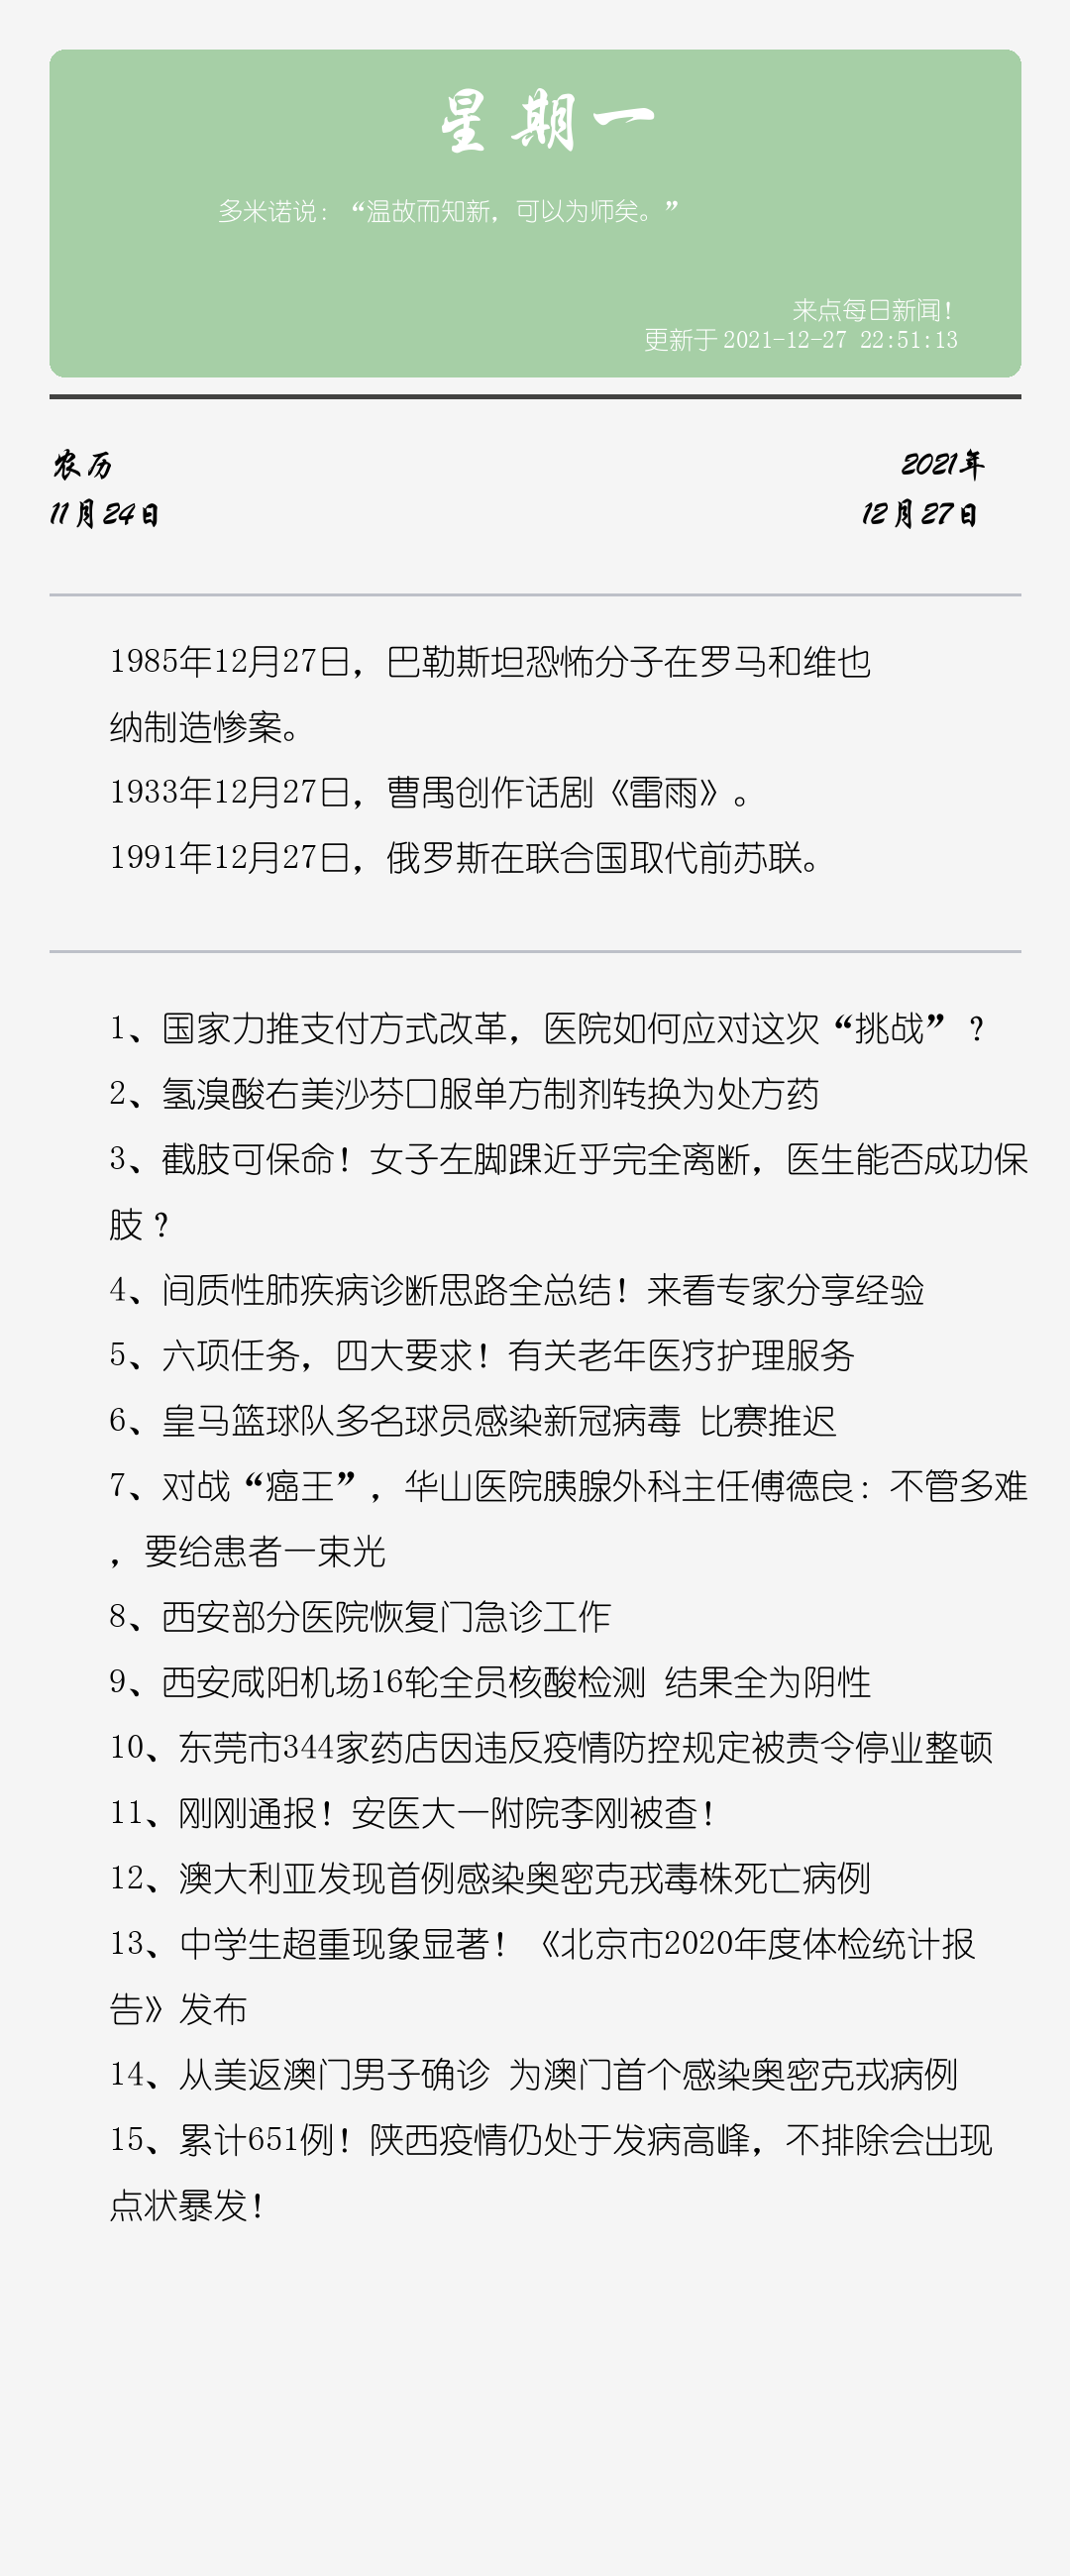 星期一
多米诺说：“温故而知新，可以为师矣。”
来点每日新闻！
更新于 2021-12-27 22:51:13
农历
2021年
11月24日
12月27日
1985年12月27日，巴勒斯坦恐怖分子在罗马和维也
纳制造惨案。
1933年12月27日，曹禺创作话剧《雷雨》。
1991年12月27日，俄罗斯在联合国取代前苏联。
1、国家力推支付方式改革，医院如何应对这次“挑战”？
2、氢溴酸右美沙芬口服单方制剂转换为处方药
3、截肢可保命！女子左脚踝近乎完全离断，医生能否成功保
肢？
4、间质性肺疾病诊断思路全总结！来看专家分享经验
5、六项任务，四大要求！有关老年医疗护理服务
6、皇马篮球队多名球员感染新冠病毒 比赛推迟
7、对战“癌王”，华山医院胰腺外科主任傅德良：不管多难
，要给患者一束光
8、西安部分医院恢复门急诊工作
9、西安咸阳机场16轮全员核酸检测 结果全为阴性
10、东莞市344家药店因违反疫情防控规定被责令停业整顿
11、刚刚通报！安医大一附院李刚被查！
12、澳大利亚发现首例感染奥密克戎毒株死亡病例
13、中学生超重现象显著！《北京市2020年度体检统计报
告》发布
14、从美返澳门男子确诊 为澳门首个感染奥密克戎病例
15、累计651例！陕西疫情仍处于发病高峰，不排除会出现
点状暴发！